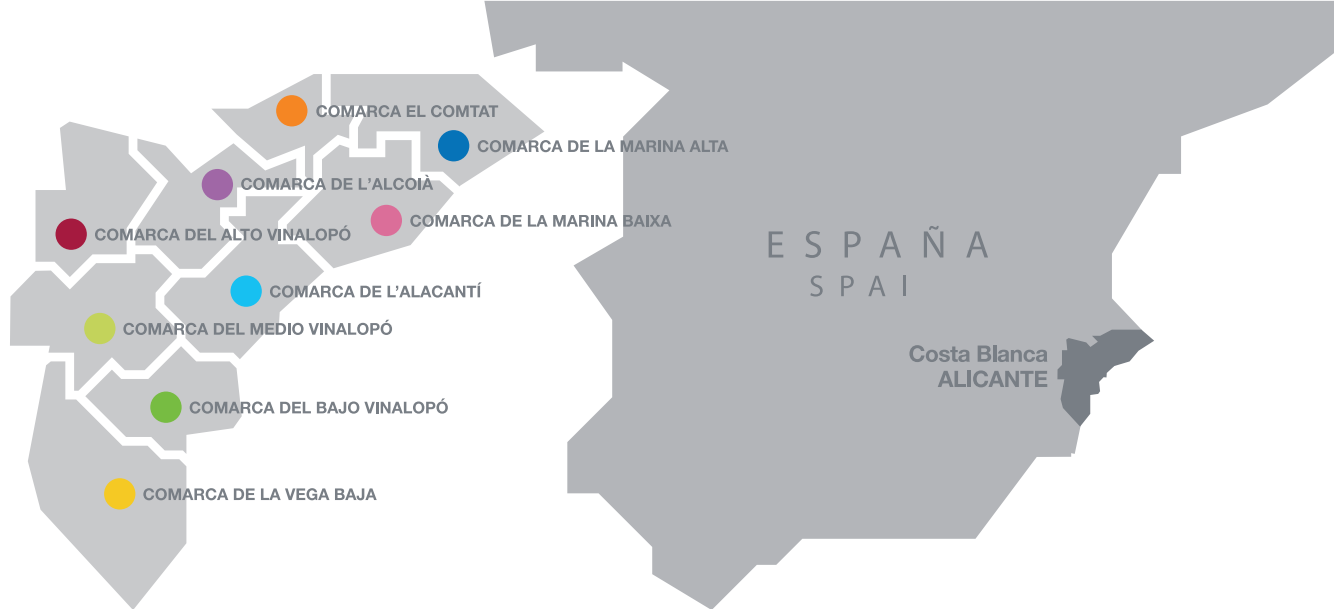 COMARCA EL COMTAT
COMARCA DE LA MARINA ALTA
COMARCA DE L'ALCOIÀ
COMARCA DE LA MARINA BAIXA
COMARCA DEL ALTO VINALOPÓ
COMARCA DE L'ALACANTÍ
COMARCA DEL MEDIO VINALOPÓ
COMARCA DEL BAJO VINALOPÓ
COMARCA DE LA VEGA BAJA
ESPAÑA
SPAI
Costa Blanca
ALICANTE